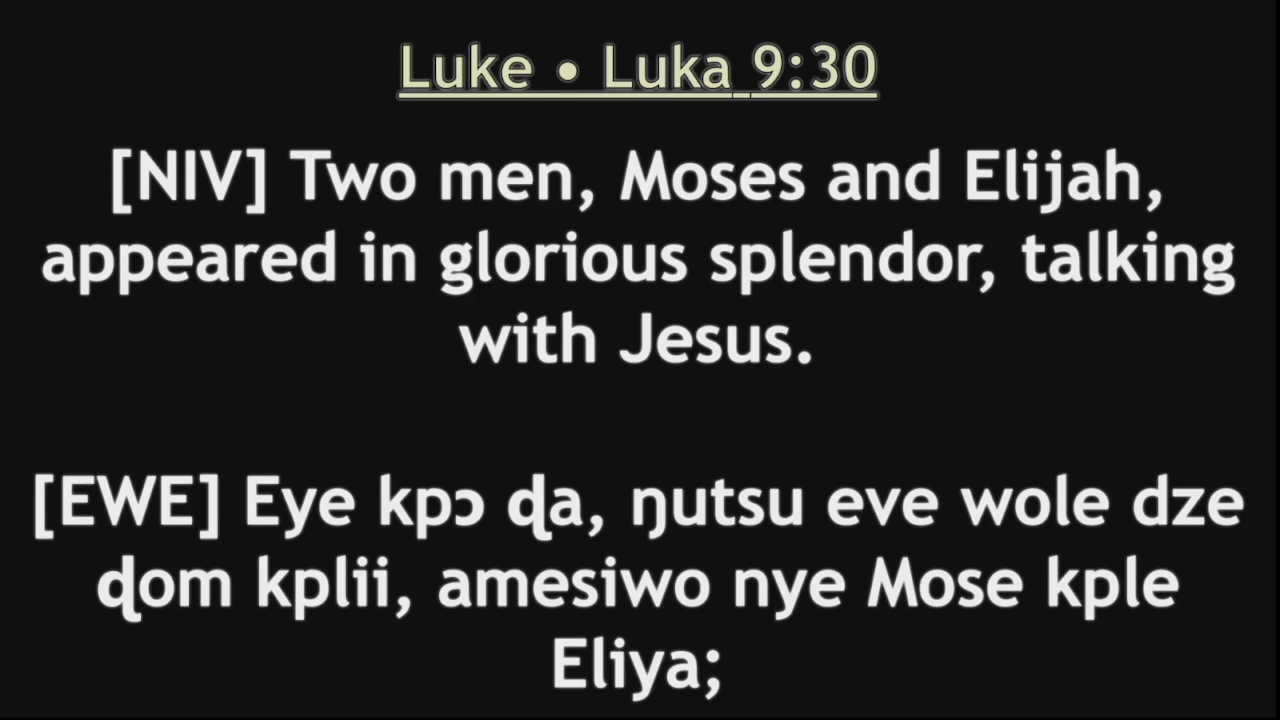 Luke • Luka 9:30
[NIV] Two men, Moses and Elijah,
appeared in glorious splendor, talking
with Jesus.
[EWE] Eye kpɔ ɖa, ŋutsu eve wole dze
ɖom kplii, amesiwo nye Mose kple
Eliya;